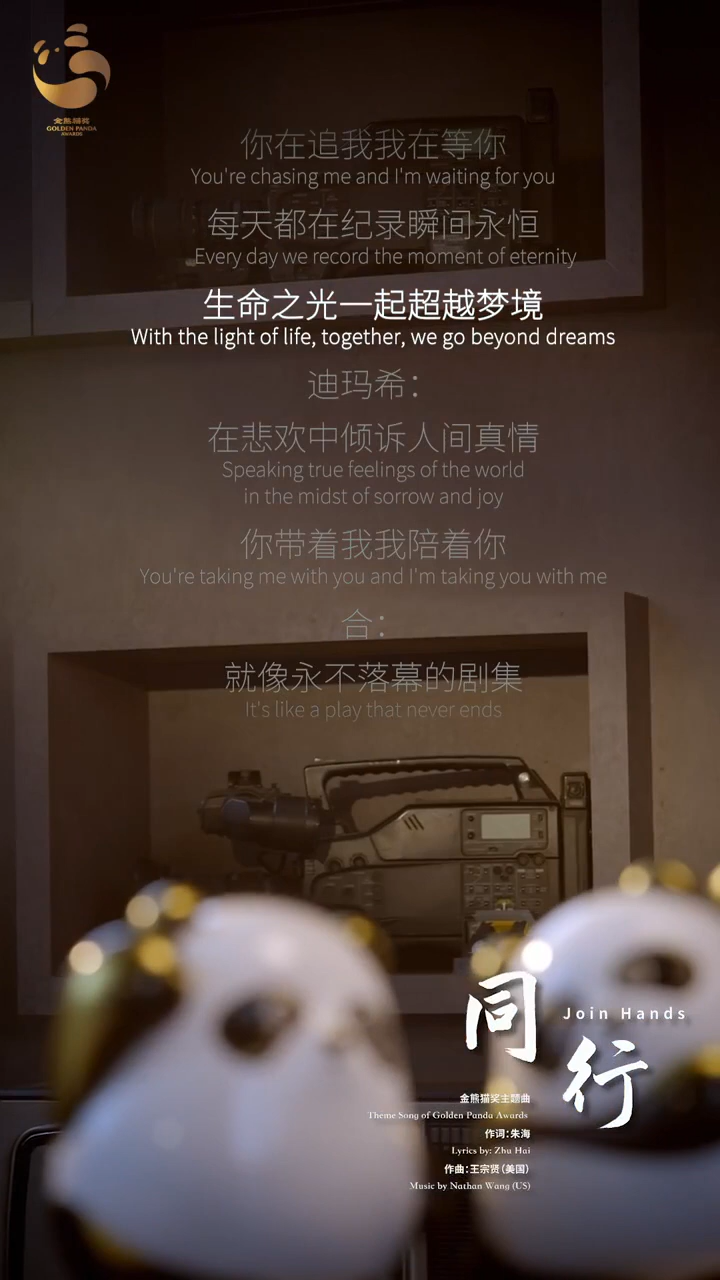 金熊猫奖
GOLDEN PANDA
AWARDS
你在追我我在等你
You're chasing me and I'm waiting for you
每天都在纪录瞬间永恒
Every day we record the moment of eternity
生命之光一起超越梦境
With the light of life, together, we go beyond dreams
迪玛希：
在悲欢中倾诉人间真情
Speaking true feelings of the world
in the midst of sorrow and joy
你带着我我陪着你
You're taking me with you and I'm taking you with me
合：
就像永不落幕的剧集
It's like a play that never ends
同行
Join Hands
金熊猫奖主题曲
Theme Song of Golden Panda Awards
作词:朱海
Lyrics by: Zhu Hai
作曲:王宗贤(美国)
Music by Nathan Wang (US)